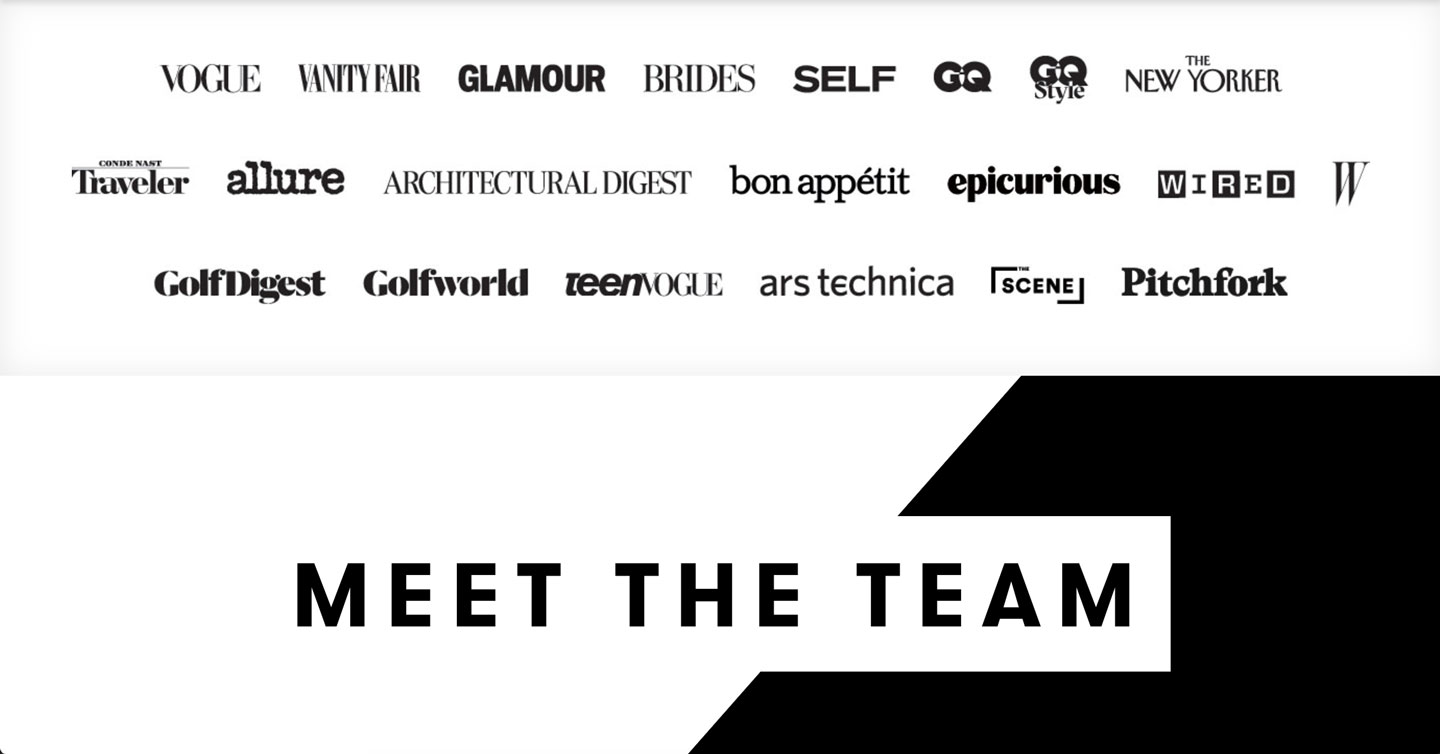 VOGUE VANITY FAIR GLAMOUR BRIDES SELF GQ GQ Style THE NEW YORKER
CONDE NAST Traveler allure ARCHITECTURAL DIGEST bon appétit epicurious WIRED W
GolfDigest Golfworld teenVOGUE ars technica THE SCENE Pitchfork
MEET THE TEAM